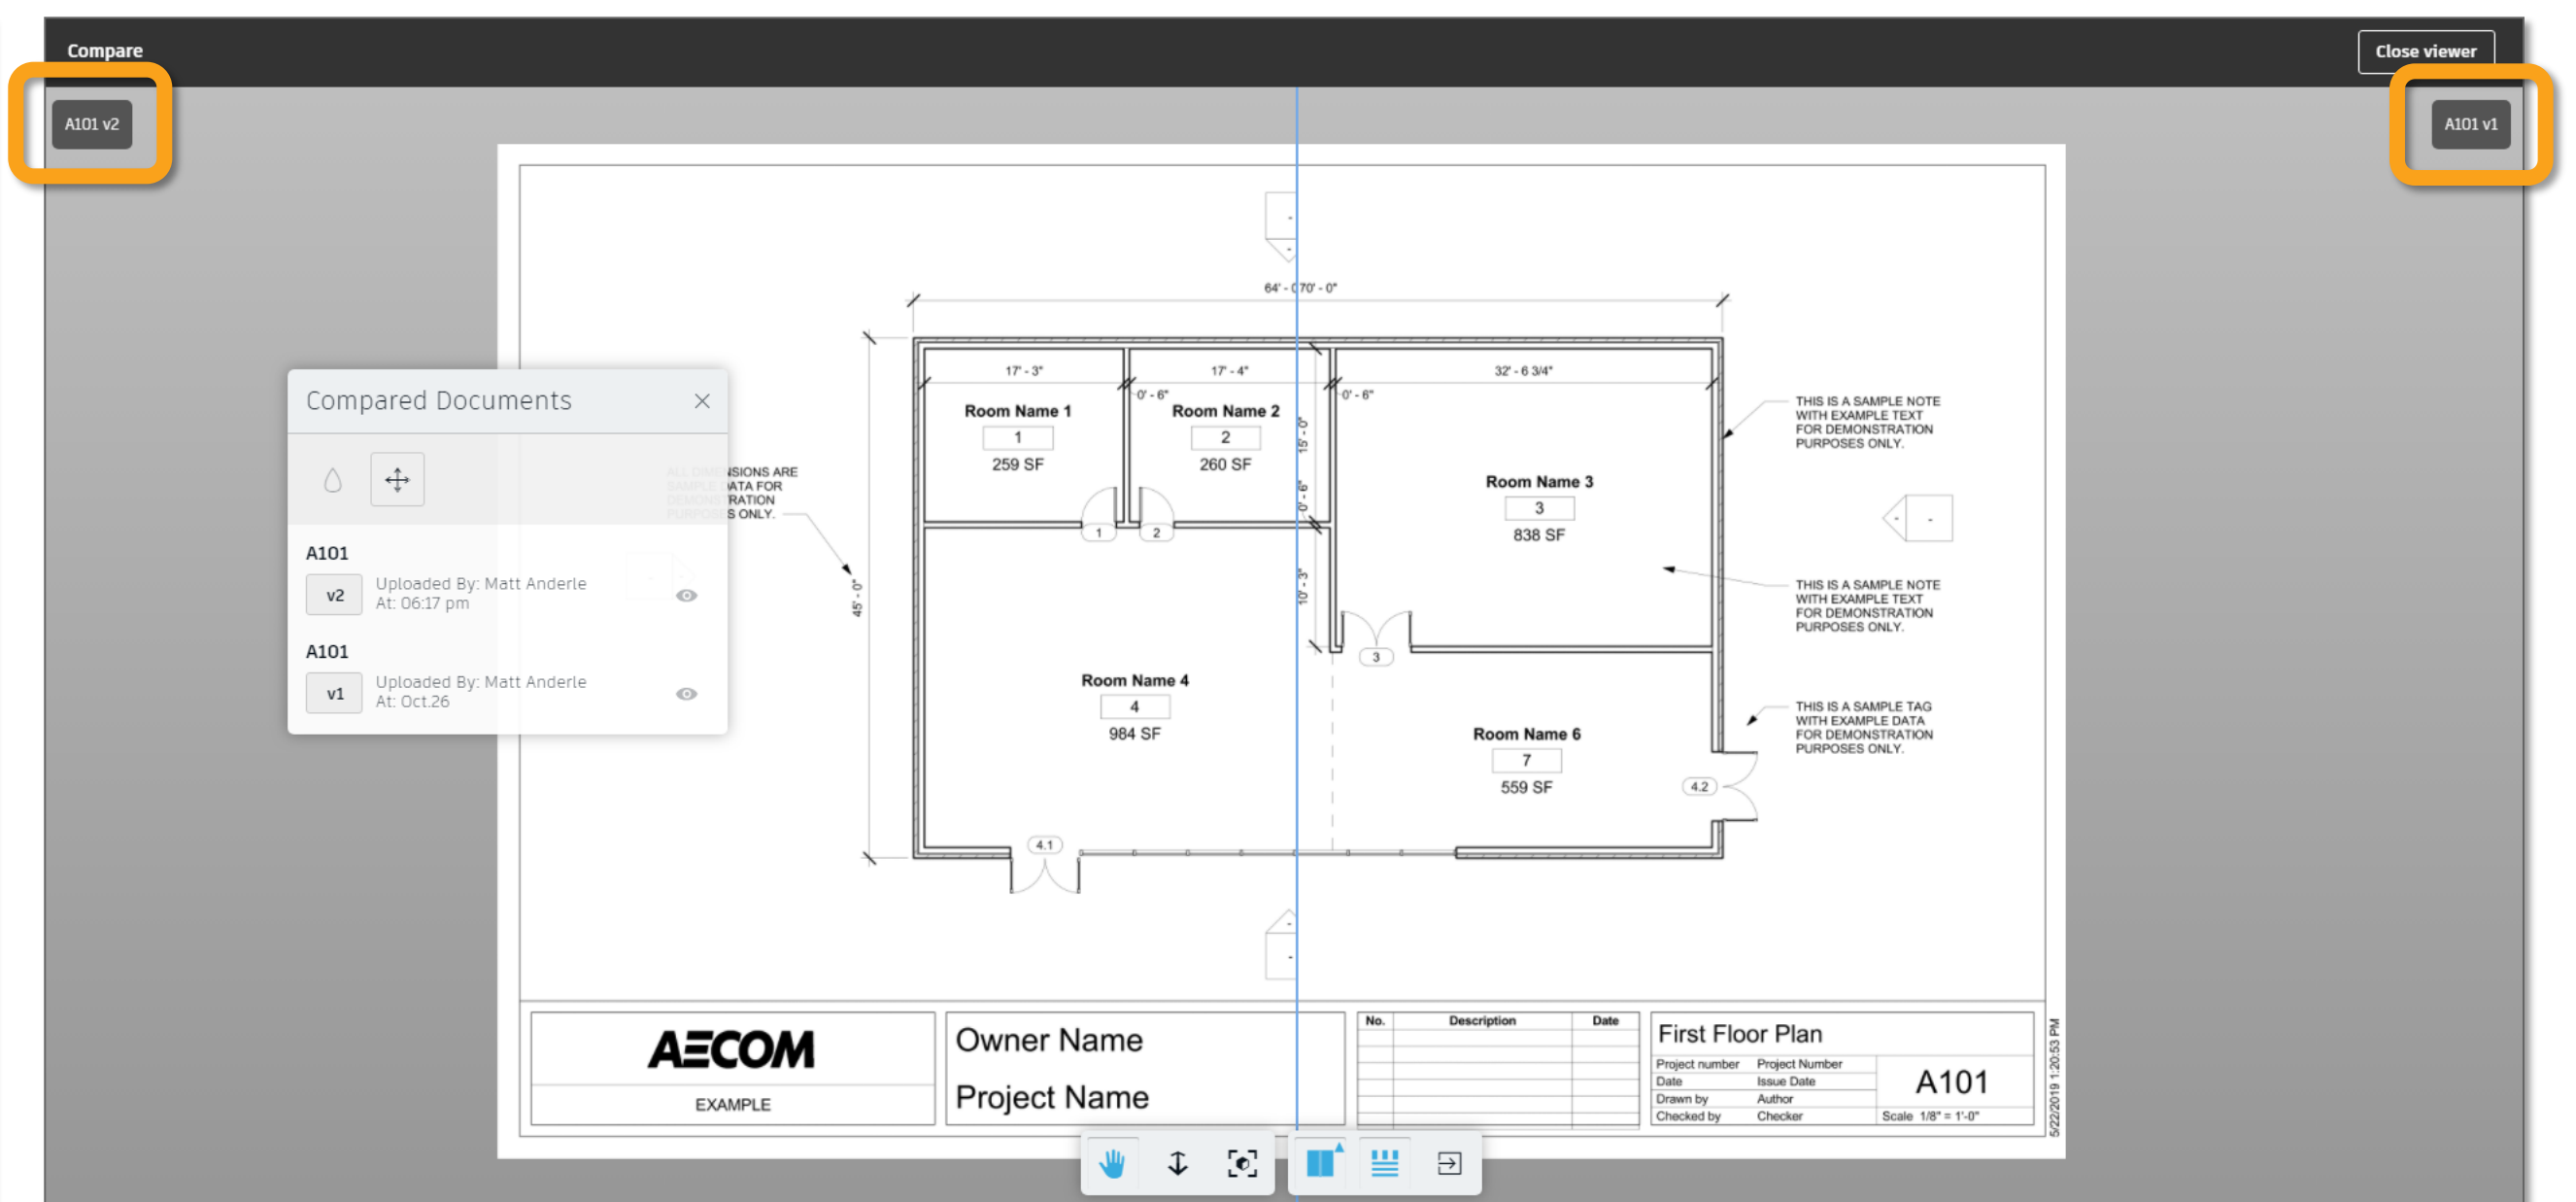 Compare
Close viewer
A101 v2
A101 v1
64' - 0
70' - 0"
17' - 3"
17' - 4"
32' - 6 3/4"
0' - 6"
0' - 6"
Room Name 1
1
259 SF
Room Name 2
2
260 SF
15' - 0"
0' - 6"
10' - 3"
45' - 0"
Room Name 3
3
838 SF
1
2
3
Room Name 4
4
984 SF
Room Name 6
7
559 SF
4.1
4.2
THIS IS A SAMPLE NOTE
WITH EXAMPLE TEXT
FOR DEMONSTRATION
PURPOSES ONLY.
THIS IS A SAMPLE NOTE
WITH EXAMPLE TEXT
FOR DEMONSTRATION
PURPOSES ONLY.
THIS IS A SAMPLE TAG
WITH EXAMPLE DATA
FOR DEMONSTRATION
PURPOSES ONLY.
ALL DIMENSIONS ARE
SAMPLE DATA FOR
DEMONSTRATION
PURPOSES ONLY.
Compared Documents
A101
v2
Uploaded By: Matt Anderle
At: 06:17 pm
A101
v1
Uploaded By: Matt Anderle
At: Oct.26
AECOM
EXAMPLE
Owner Name
Project Name
No. Description Date
First Floor Plan
Project number Project Number
Date Issue Date
Drawn by Author
Checked by Checker
A101
Scale 1/8" = 1'-0"
5/22/2019 1:20:53 PM